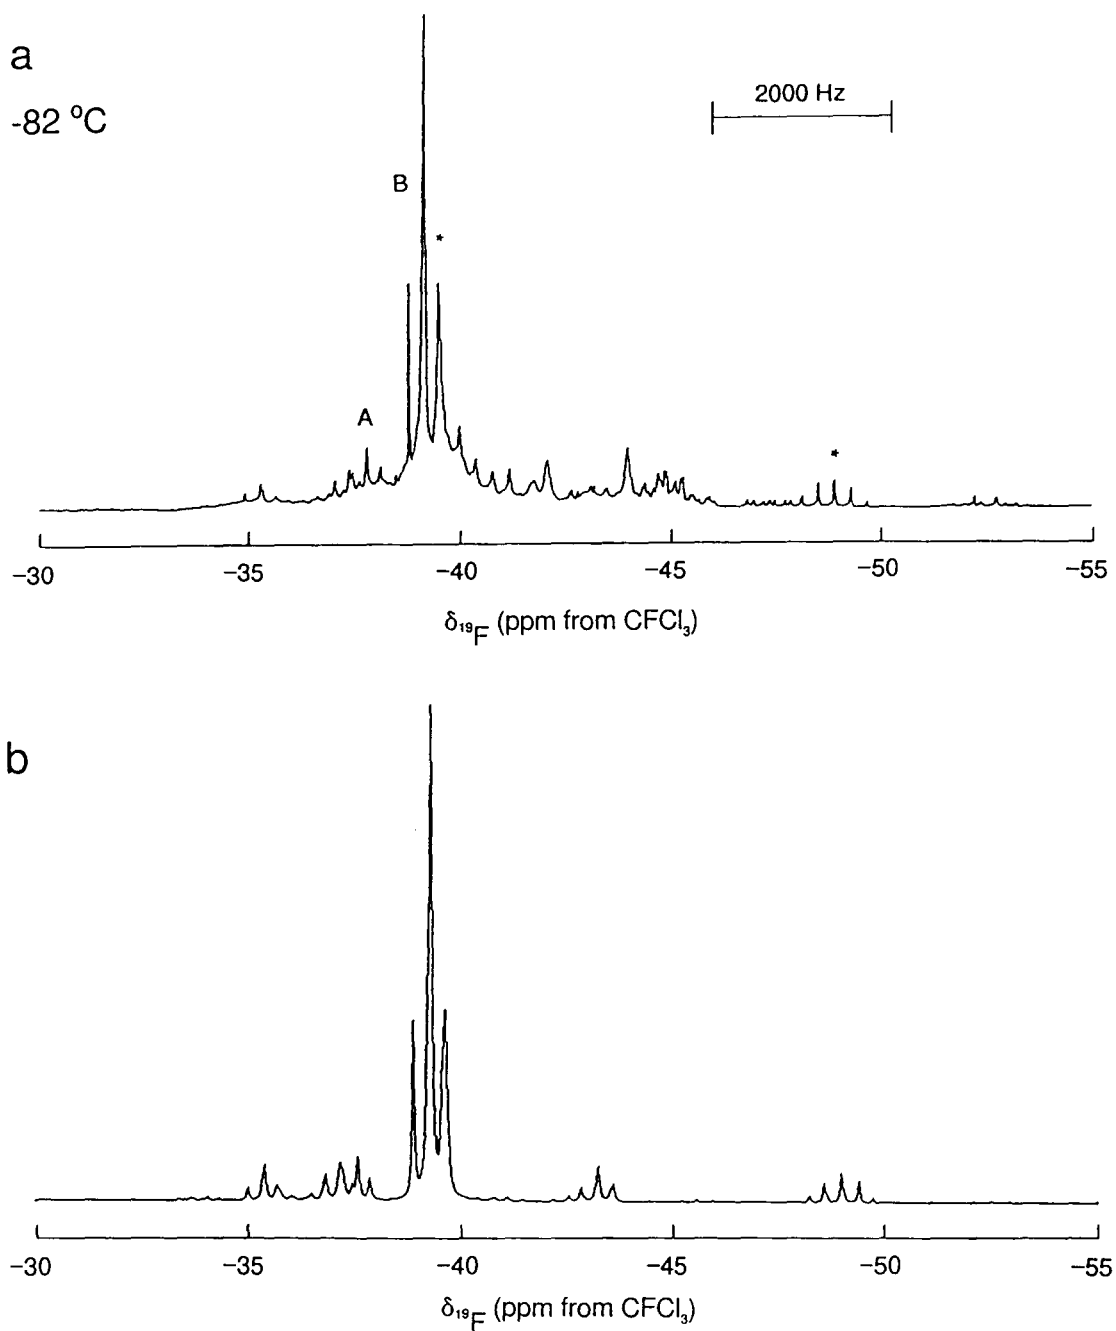 a
-82 °C
2000 Hz
B
*
A
*
−30 −35 −40 −45 −50 −55
δ¹⁹F (ppm from CFCl₃)
b
−30 −35 −40 −45 −50 −55
δ¹⁹F (ppm from CFCl₃)